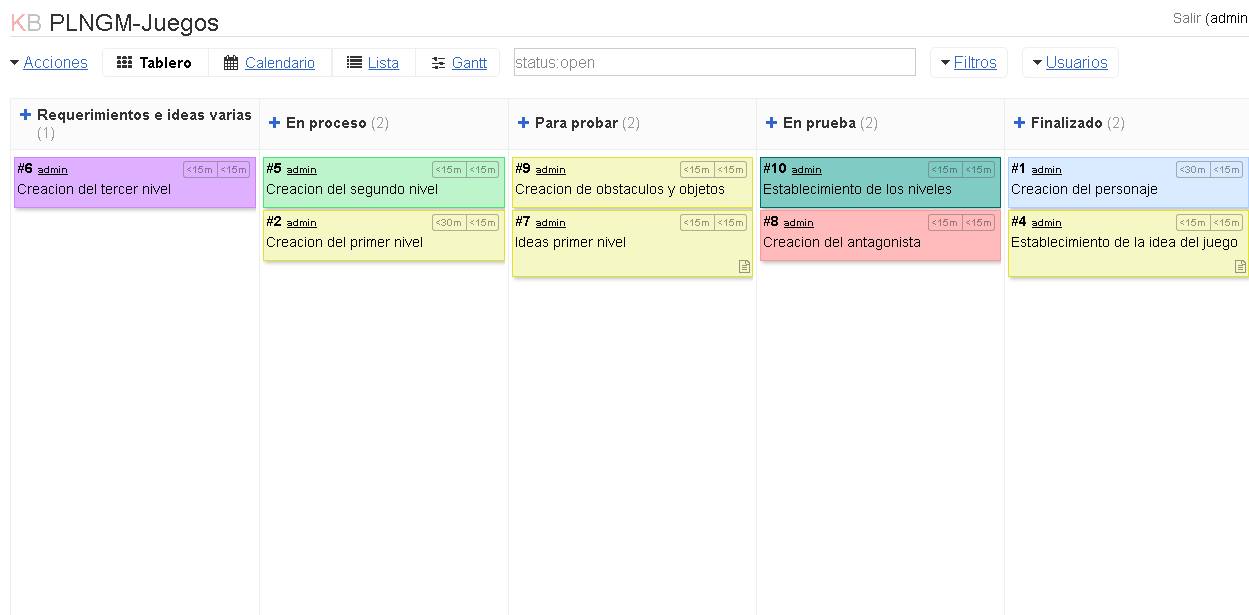 KB PLNGM-Juegos
Salir (admin
Acciones Tablero Calendario Lista Gantt status:open Filtros Usuarios
+ Requerimientos e ideas varias
(1)
+ En proceso (2)
+ Para probar (2)
+ En prueba (2)
+ Finalizado (2)
#6 admin <15m <15m
Creacion del tercer nivel
#5 admin <15m <15m
Creacion del segundo nivel
#2 admin <30m <15m
Creacion del primer nivel
#9 admin <15m <15m
Creacion de obstaculos y objetos
#7 admin <15m <15m
Ideas primer nivel
#10 admin <15m <15m
Establecimiento de los niveles
#8 admin <15m <15m
Creacion del antagonista
#1 admin <30m <15m
Creacion del personaje
#4 admin <15m <15m
Establecimiento de la idea del juego